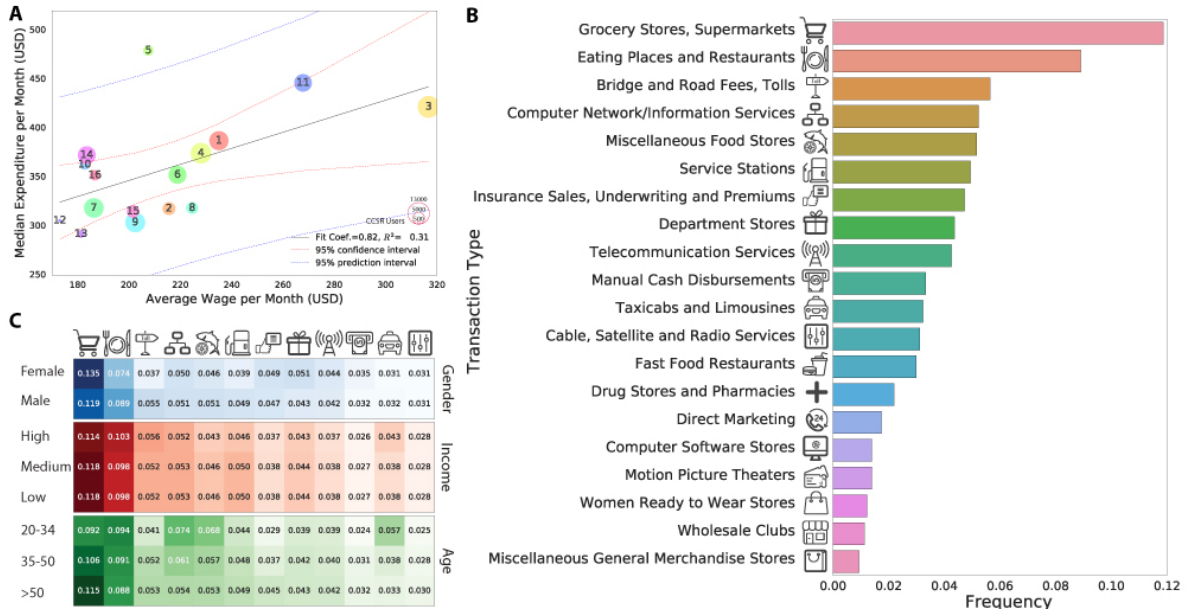 A
Median Expenditure per Month (USD)
500
450
400
350
300
250
5
11
3
1
4
14
10
16
6
7
15
2
8
9
12
13
11000
5000
500
CCSR Users
Fit Coef.=0.82, R²= 0.31
95% confidence interval
95% prediction interval
180 200 220 240 260 280 300 320
Average Wage per Month (USD)
B
Transaction Type
Grocery Stores, Supermarkets
Eating Places and Restaurants
Bridge and Road Fees, Tolls
Computer Network/Information Services
Miscellaneous Food Stores
Service Stations
Insurance Sales, Underwriting and Premiums
Department Stores
Telecommunication Services
Manual Cash Disbursements
Taxicabs and Limousines
Cable, Satellite and Radio Services
Fast Food Restaurants
Drug Stores and Pharmacies
Direct Marketing
24
Computer Software Stores
Motion Picture Theaters
Women Ready to Wear Stores
Wholesale Clubs
Miscellaneous General Merchandise Stores
0.00 0.02 0.04 0.06 0.08 0.10 0.12
Frequency
C
Female 0.135 0.074 0.037 0.050 0.046 0.039 0.049 0.051 0.044 0.035 0.031 0.031
Male 0.119 0.089 0.055 0.051 0.051 0.049 0.047 0.043 0.042 0.032 0.032 0.031
Gender
High 0.114 0.103 0.056 0.052 0.043 0.046 0.037 0.043 0.037 0.026 0.043 0.028
Medium 0.118 0.098 0.052 0.053 0.046 0.050 0.038 0.044 0.038 0.027 0.038 0.028
Low 0.118 0.098 0.052 0.053 0.046 0.050 0.038 0.044 0.038 0.027 0.038 0.028
Income
20-34 0.092 0.094 0.041 0.074 0.068 0.044 0.029 0.039 0.039 0.024 0.057 0.025
35-50 0.106 0.091 0.052 0.061 0.057 0.048 0.037 0.042 0.040 0.031 0.038 0.028
>50 0.115 0.088 0.053 0.054 0.053 0.049 0.045 0.043 0.042 0.032 0.033 0.030
Age